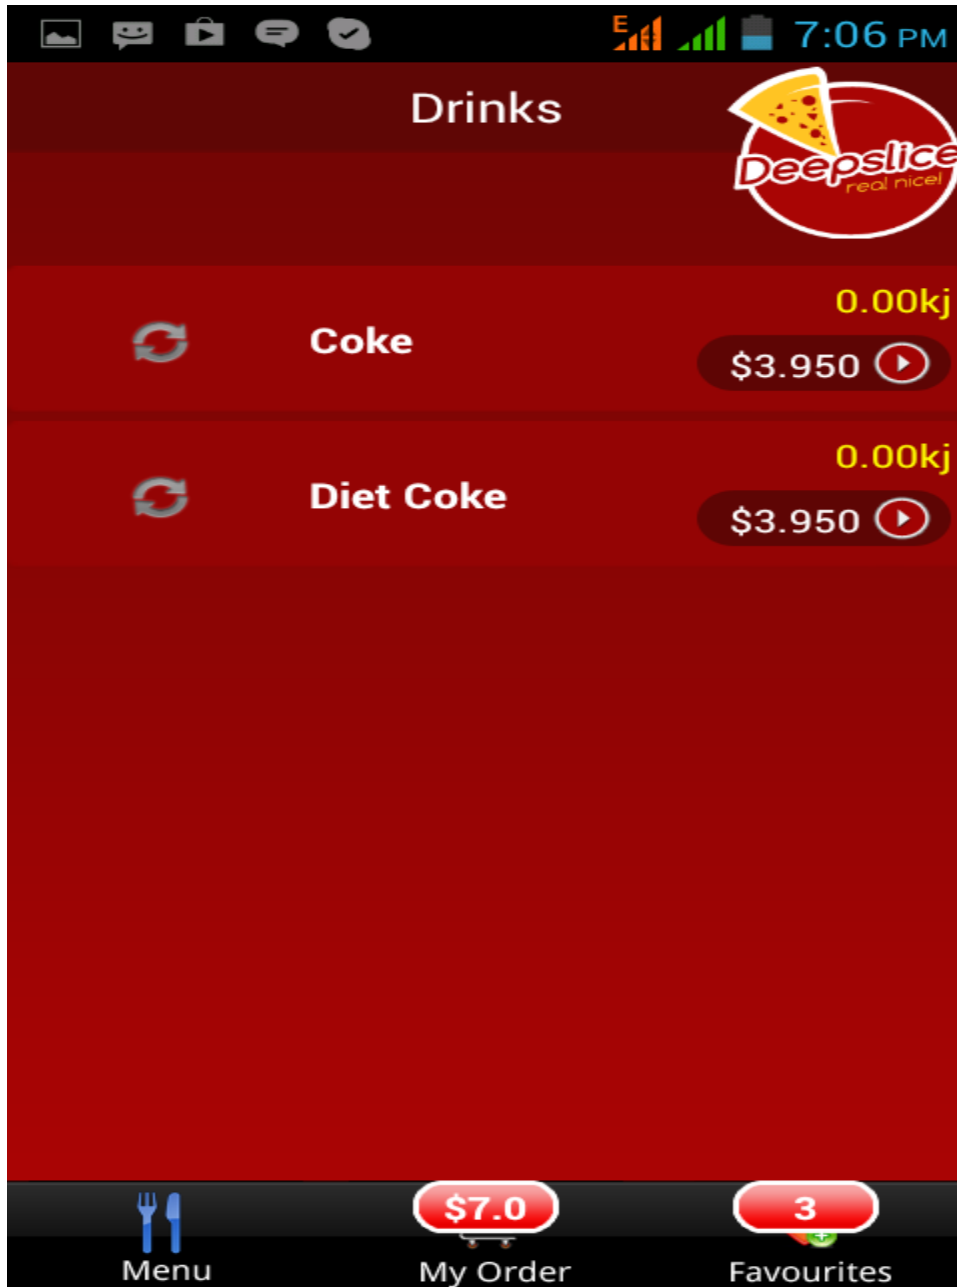 E
7:06 PM
Drinks
Deepslice
real nice!
0.00kj
Coke
$3.950
0.00kj
Diet Coke
$3.950
$7.0
3
Menu
My Order
Favourites